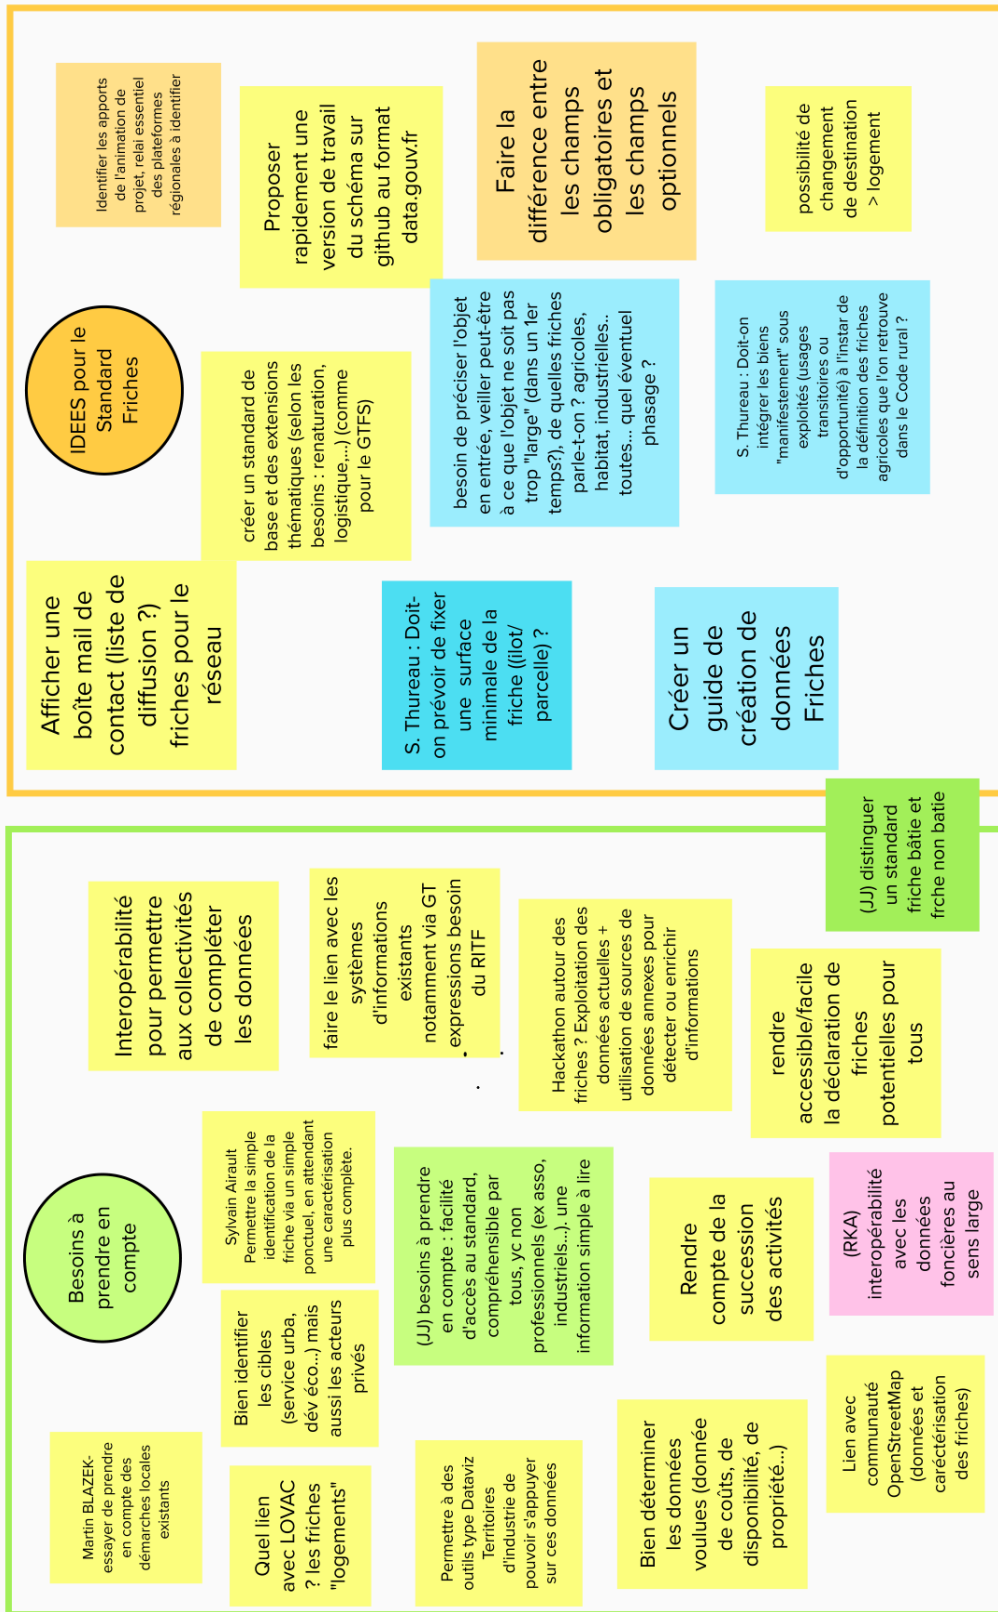 Besoins à
prendre en
compte
Martin BLAZEK-
essayer de prendre
en compte des
démarches locales
existants
Sylvain Airault
Permettre la simple
identification de la
friche via un simple
ponctuel, en attendant
une caractérisation
plus complète.
Interopérabilité
pour permettre
aux collectivités
de compléter
les données
Bien identifier
les cibles
(service urba,
dév éco...) mais
aussi les acteurs
privés
Quel lien
avec LOVAC
? les friches
"logements"
faire le lien avec les
systèmes
d'informations
existants
notamment via GT
expressions besoin
du RITF
(JJ) besoins à prendre
en compte : facilité
d'accès au standard,
compréhensible par
tous, yc non
professionnels (ex asso,
industriels...). une
information simple à lire
Permettre à des
outils type Dataviz
Territoires
d'industrie de
pouvoir s'appuyer
sur ces données
Hackathon autour des
friches ? Exploitation des
données actuelles +
utilisation de sources de
données annexes pour
détecter ou enrichir
d'informations
Bien déterminer
les données
voulues (donnée
de coûts, de
disponibilité, de
propriété...)
Rendre
compte de la
succession
des activités
rendre
accessible/facile
la déclaration de
friches
potentielles pour
tous
Lien avec
communauté
OpenStreetMap
(données et
caréctérisation
des friches)
(RKA)
interopérabilité
avec les
données
foncières au
sens large
(JJ) distinguer
un standard
friche bâtie et
frche non batie
IDEES pour le
Standard
Friches
Afficher une
boîte mail de
contact (liste de
diffusion ?)
friches pour le
réseau
Identifier les apports
de l'animation de
projet, relai essentiel
des plateformes
régionales à identifier
créer un standard de
base et des extensions
thématiques (selon les
besoins : renaturation,
logistique,...) (comme
pour le GTFS)
Proposer
rapidement une
version de travail
du schéma sur
github au format
data.gouv.fr
S. Thureau : Doit-
on prévoir de fixer
une surface
minimale de la
friche ((ilot/
parcelle) ?
besoin de préciser l'objet
en entrée, veiller peut-être
à ce que l'objet ne soit pas
trop "large" (dans un 1er
temps?), de quelles friches
parle-t-on ? agricoles,
habitat, industrielles..
toutes... quel éventuel
phasage ?
Faire la
différence entre
les champs
obligatoires et
les champs
optionnels
Créer un
guide de
création de
données
Friches
S. Thureau : Doit-on
intégrer les biens
"manifestement" sous
exploités (usages
transitoires ou
d'opportunité) à l'instar de
la définition des friches
agricoles que l'on retrouve
dans le Code rural ?
possibilité de
changement
de destination
> logement